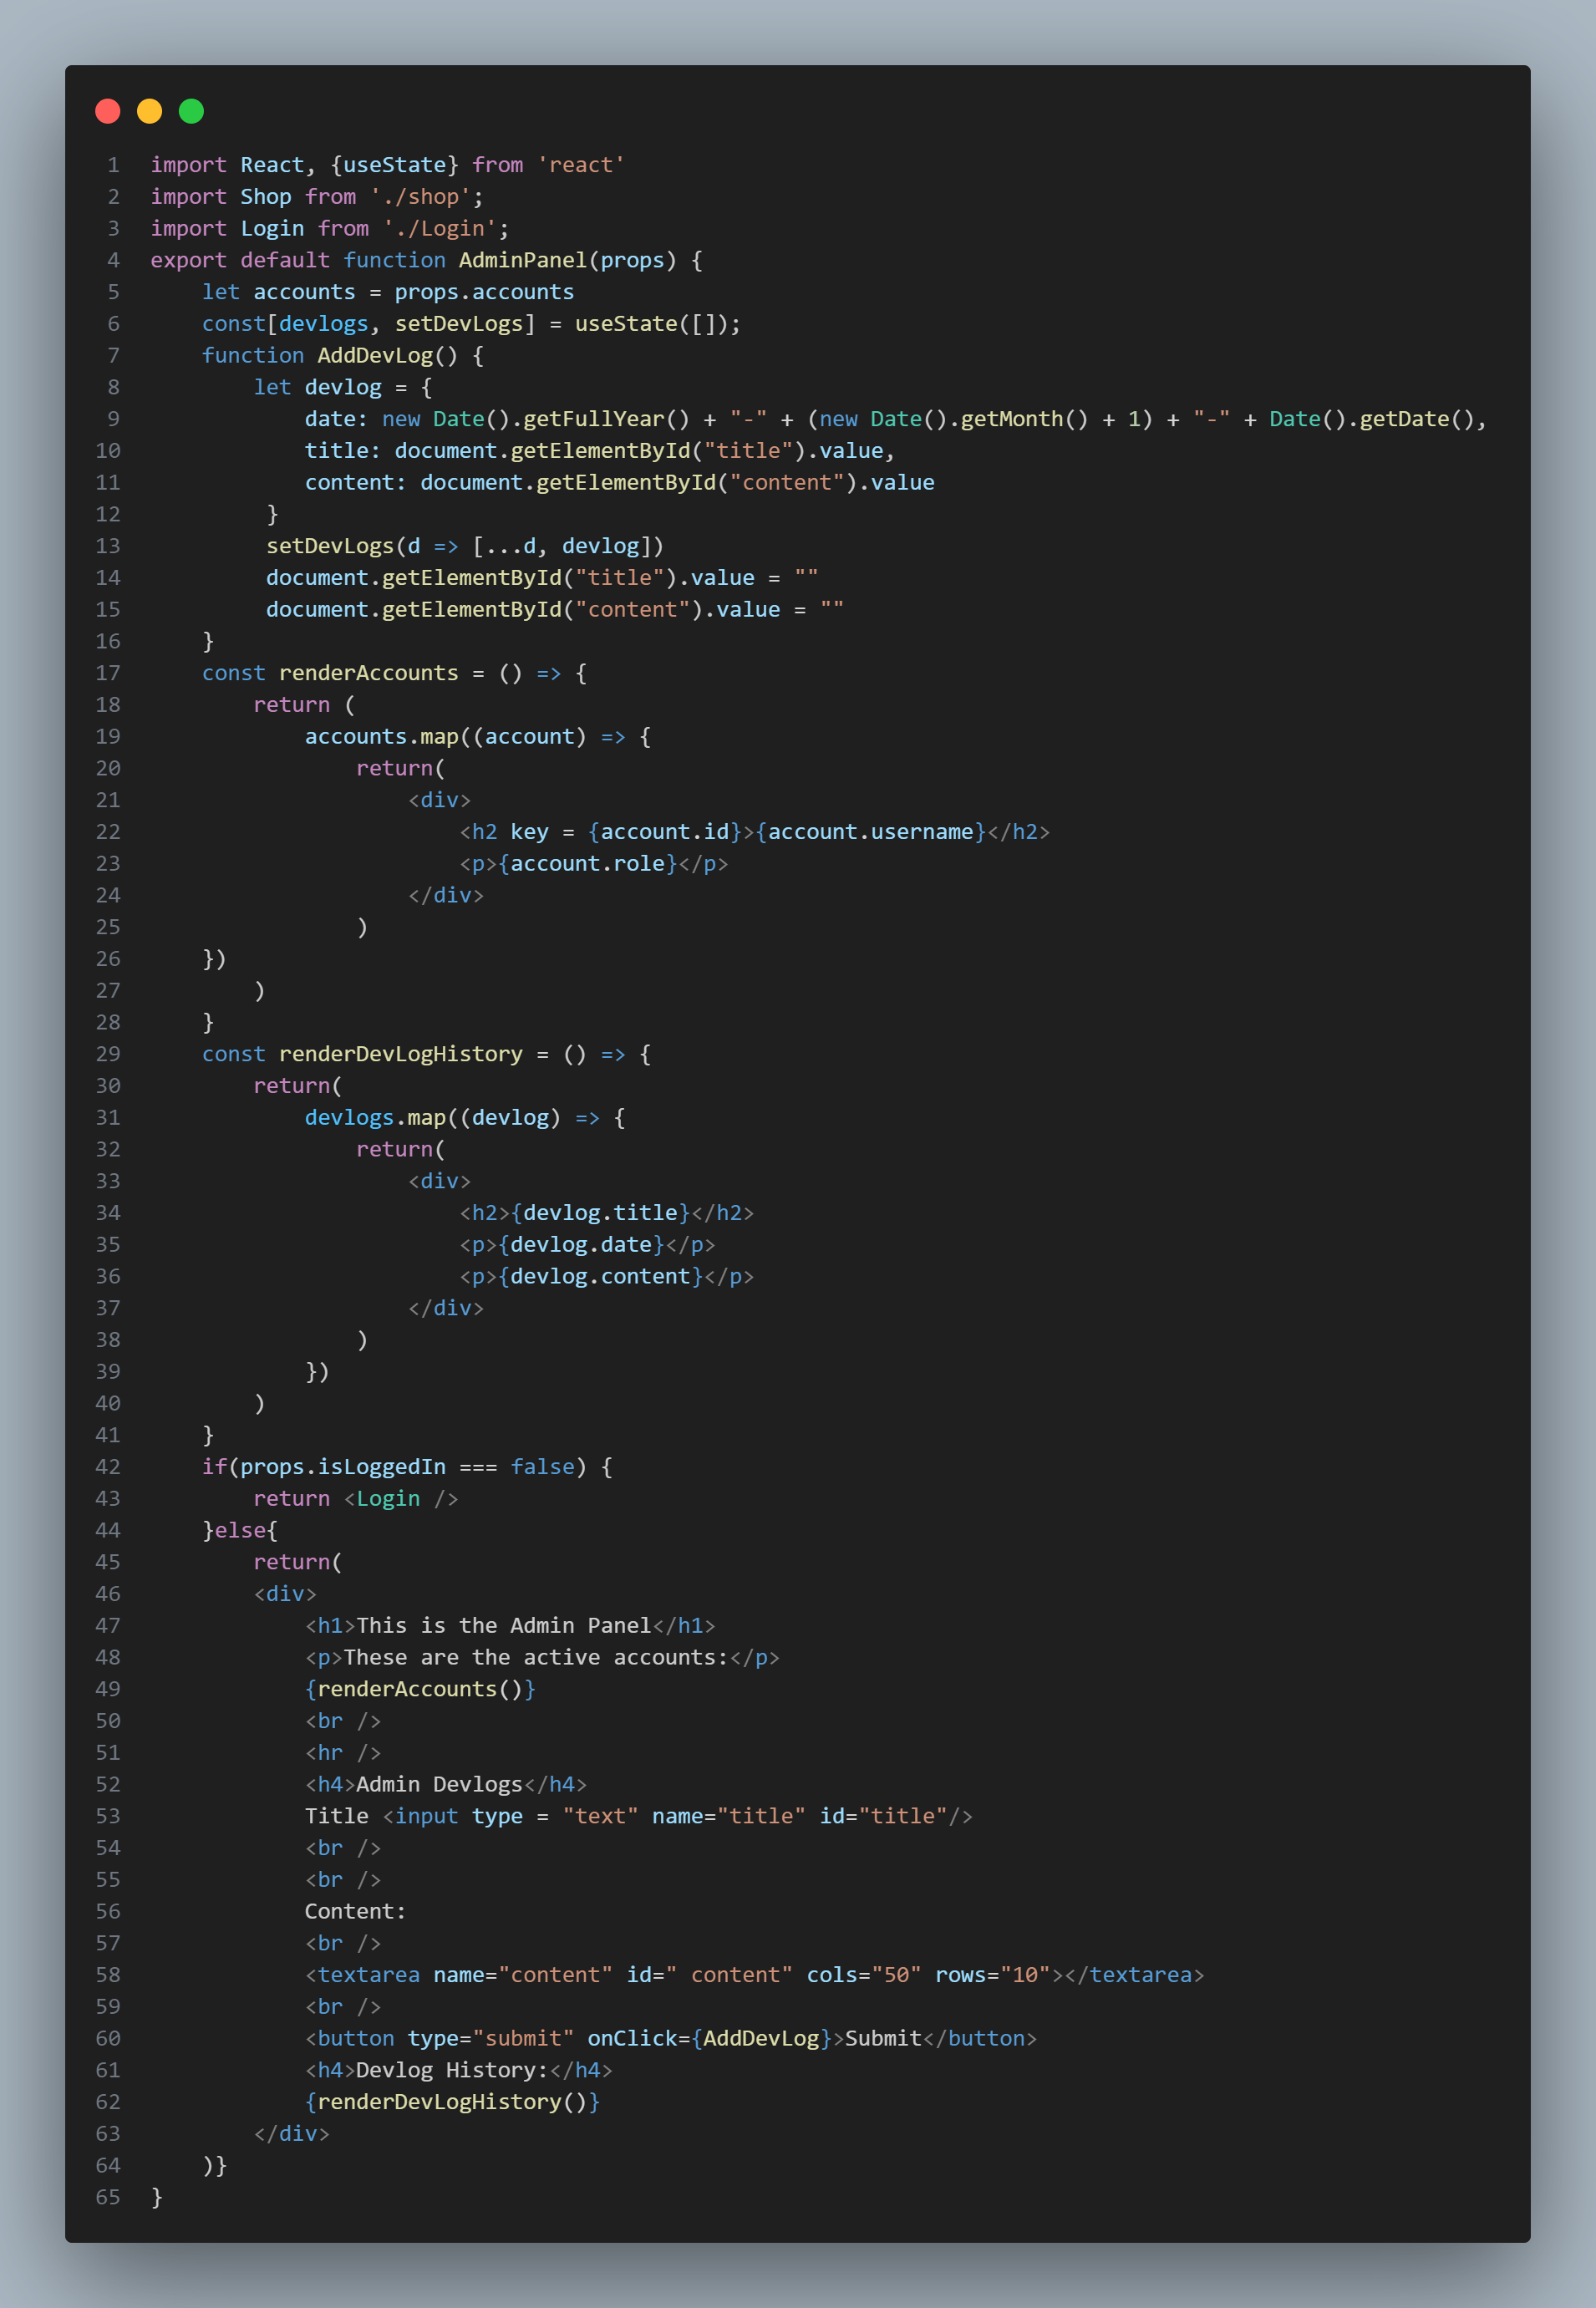 1 import React, {useState} from 'react'
2 import Shop from './shop';
3 import Login from './Login';
4 export default function AdminPanel(props) {
5     let accounts = props.accounts
6     const[devlogs, setDevLogs] = useState([]);
7     function AddDevLog() {
8         let devlog = {
9             date: new Date().getFullYear() + "-" + (new Date().getMonth() + 1) + "-" + Date().getDate(),
10             title: document.getElementById("title").value,
11             content: document.getElementById("content").value
12          }
13          setDevLogs(d => [...d, devlog])
14          document.getElementById("title").value = ""
15          document.getElementById("content").value = ""
16     }
17     const renderAccounts = () => {
18         return (
19             accounts.map((account) => {
20                 return(
21                     <div>
22                         <h2 key = {account.id}>{account.username}</h2>
23                         <p>{account.role}</p>
24                     </div>
25                 )
26     })
27         )
28     }
29     const renderDevLogHistory = () => {
30         return(
31             devlogs.map((devlog) => {
32                 return(
33                     <div>
34                         <h2>{devlog.title}</h2>
35                         <p>{devlog.date}</p>
36                         <p>{devlog.content}</p>
37                     </div>
38                 )
39             })
40         )
41     }
42     if(props.isLoggedIn === false) {
43         return <Login />
44     }else{
45         return(
46         <div>
47             <h1>This is the Admin Panel</h1>
48             <p>These are the active accounts:</p>
49             {renderAccounts()}
50             <br />
51             <hr />
52             <h4>Admin Devlogs</h4>
53             Title <input type = "text" name="title" id="title"/>
54             <br />
55             <br />
56             Content:
57             <br />
58             <textarea name="content" id=" content" cols="50" rows="10"></textarea>
59             <br />
60             <button type="submit" onClick={AddDevLog}>Submit</button>
61             <h4>Devlog History:</h4>
62             {renderDevLogHistory()}
63         </div>
64     )}
65 }